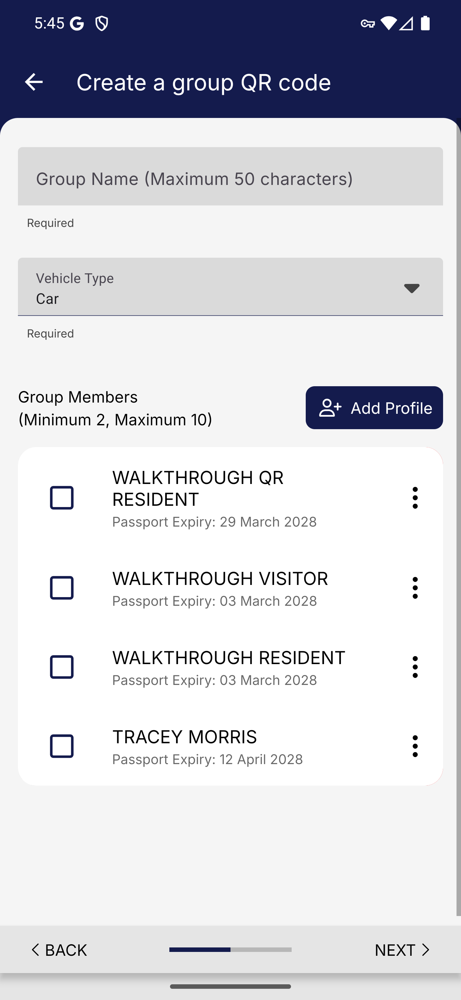 5:45
Create a group QR code
Group Name (Maximum 50 characters)
Required
Vehicle Type
Car
Required
Group Members
(Minimum 2, Maximum 10)
Add Profile
WALKTHROUGH QR
RESIDENT
Passport Expiry: 29 March 2028
WALKTHROUGH VISITOR
Passport Expiry: 03 March 2028
WALKTHROUGH RESIDENT
Passport Expiry: 03 March 2028
TRACEY MORRIS
Passport Expiry: 12 April 2028
BACK
NEXT